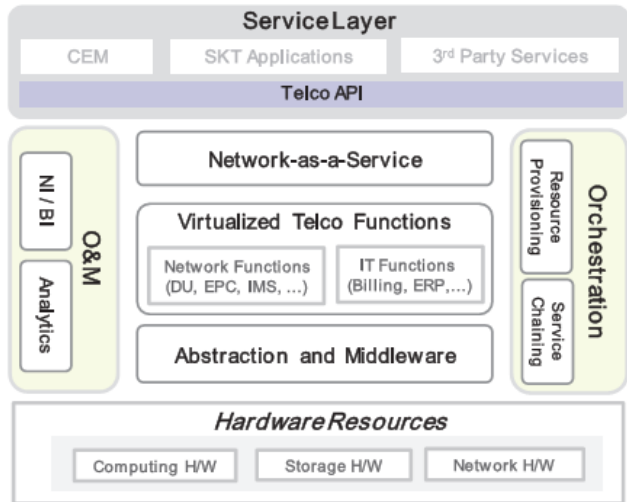 Service Layer
CEM
SKT Applications
3rd Party Services
Telco API
NI / BI
Analytics
O&M
Network-as-a-Service
Virtualized Telco Functions
Network Functions
(DU, EPC, IMS, ...)
IT Functions
(Billing, ERP,...)
Abstraction and Middleware
Resource
Provisioning
Service
Chaining
Orchestration
Hardware Resources
Computing H/W
Storage H/W
Network H/W